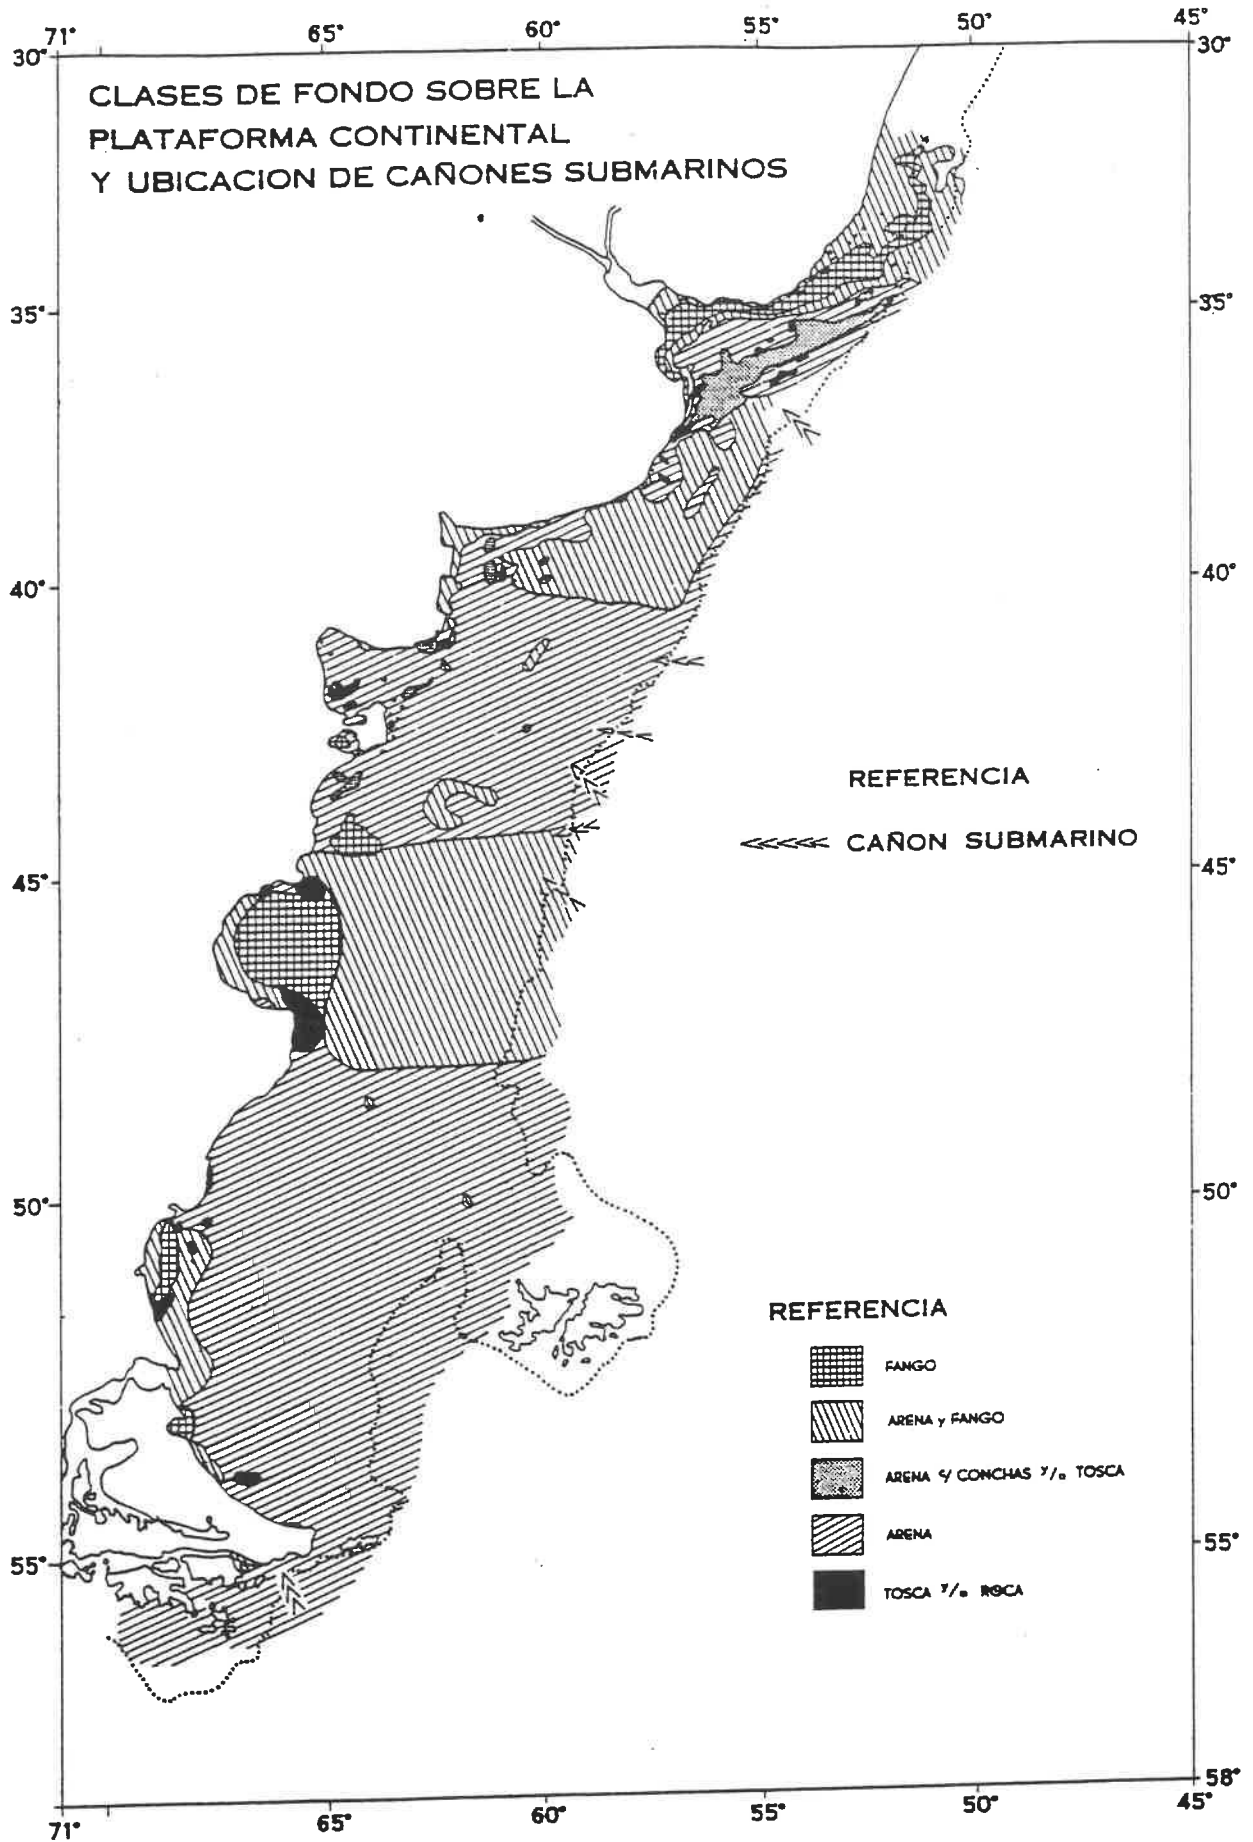 71° 65° 60° 55° 50° 45°
30° 30°
CLASES DE FONDO SOBRE LA
PLATAFORMA CONTINENTAL
Y UBICACION DE CAÑONES SUBMARINOS
35° 35°
40° 40°
REFERENCIA
CAÑON SUBMARINO
45° 45°
50° 50°
REFERENCIA
FANGO
ARENA y FANGO
ARENA c/ CONCHAS y/o TOSCA
ARENA
55° 55°
TOSCA y/o ROCA
58°
71° 65° 60° 55° 50° 45°